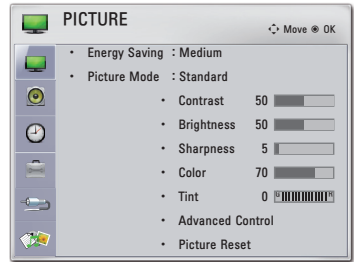 PICTURE
Move OK
• Energy Saving : Medium
• Picture Mode : Standard
• Contrast 50
• Brightness 50
• Sharpness 5
• Color 70
• Tint 0 G R
• Advanced Control
• Picture Reset